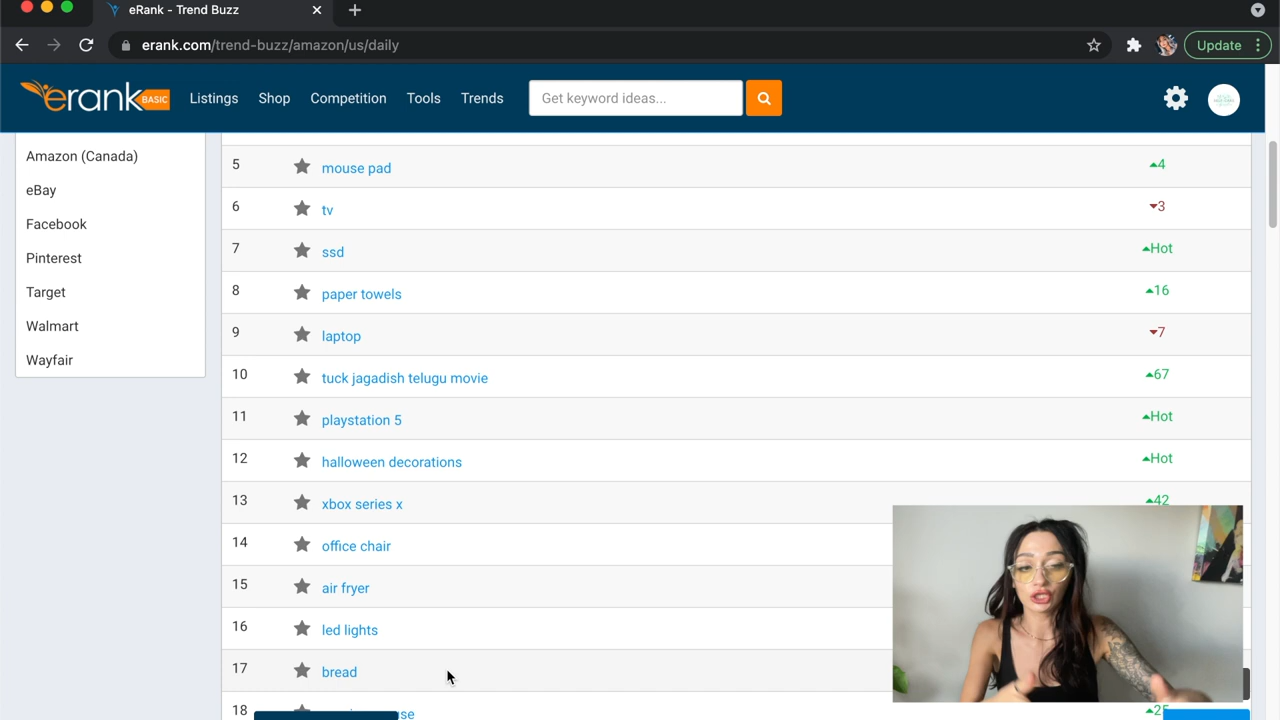 eRank - Trend Buzz
erank.com/trend-buzz/amazon/us/daily
Update
erank BASIC
Listings
Shop
Competition
Tools
Trends
Get keyword ideas...
Amazon (Canada)
eBay
Facebook
Pinterest
Target
Walmart
Wayfair
5 mouse pad 4
6 tv 3
7 ssd Hot
8 paper towels 16
9 laptop 7
10 tuck jagadish telugu movie 67
11 playstation 5 Hot
12 halloween decorations Hot
13 xbox series x 42
14 office chair
15 air fryer
16 led lights
17 bread
18